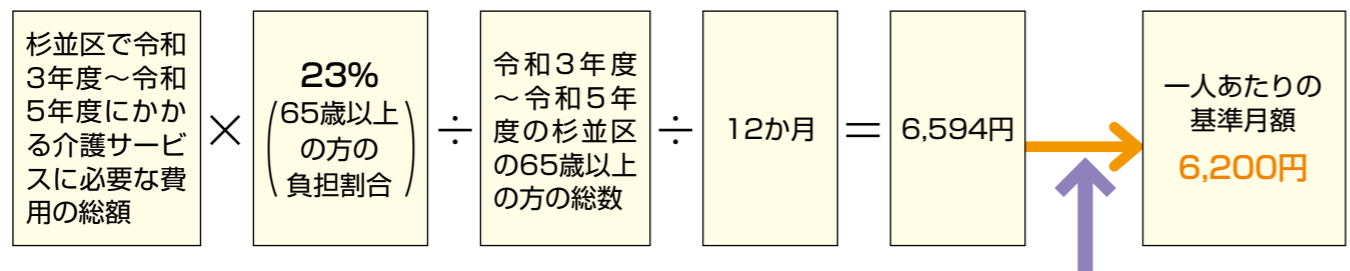 杉並区で令和
3年度～令和
5年度にかか
る介護サービ
スに必要な費
用の総額
×
23%
(65歳以上
の方の
負担割合)
÷
令和3年度
～令和5年
度の杉並区
の65歳以上
の方の総数
÷
12か月
＝
6,594円
一人あたりの
基準月額
6,200円